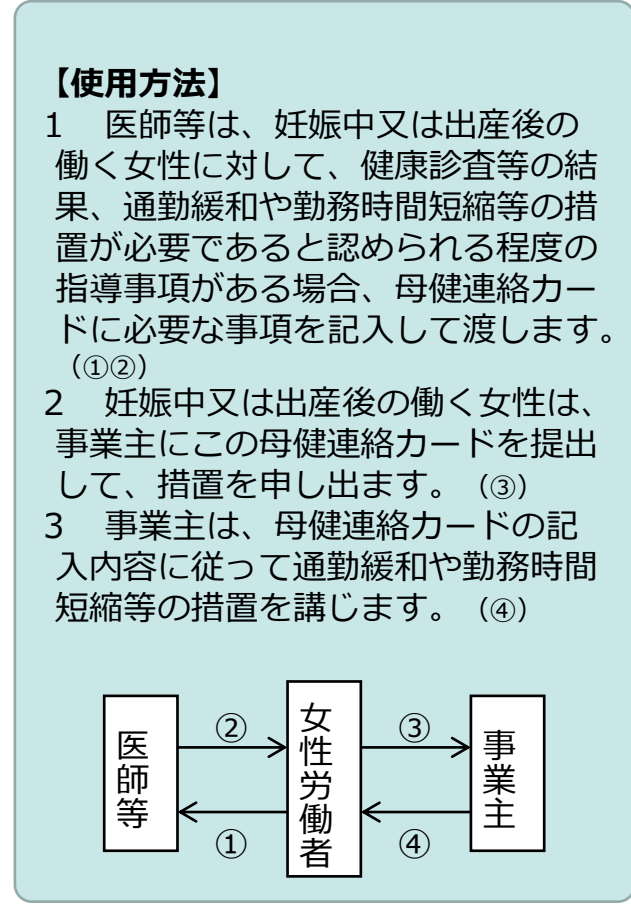 【使用方法】
１　医師等は、妊娠中又は出産後の
働く女性に対して、健康診査等の結
果、通勤緩和や勤務時間短縮等の措
置が必要であると認められる程度の
指導事項がある場合、母健連絡カー
ドに必要な事項を記入して渡します。
（①②）
２　妊娠中又は出産後の働く女性は、
事業主にこの母健連絡カードを提出
して、措置を申し出ます。（③）
３　事業主は、母健連絡カードの記
入内容に従って通勤緩和や勤務時間
短縮等の措置を講じます。（④）
医師等
②
①
女性労働者
③
④
事業主